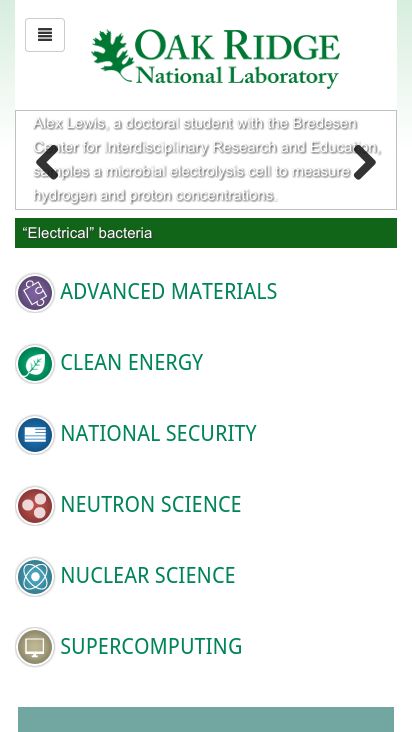 OAK RIDGE
National Laboratory
Alex Lewis, a doctoral student with the Bredesen
Center for Interdisciplinary Research and Education,
samples a microbial electrolysis cell to measure
hydrogen and proton concentrations.
“Electrical” bacteria
ADVANCED MATERIALS
CLEAN ENERGY
NATIONAL SECURITY
NEUTRON SCIENCE
NUCLEAR SCIENCE
SUPERCOMPUTING